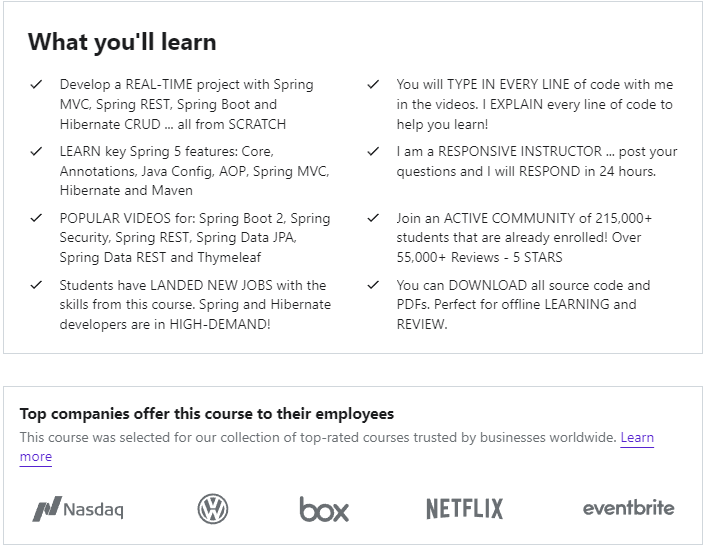 What you'll learn
Develop a REAL-TIME project with Spring
MVC, Spring REST, Spring Boot and
Hibernate CRUD ... all from SCRATCH
You will TYPE IN EVERY LINE of code with me
in the videos. I EXPLAIN every line of code to
help you learn!
LEARN key Spring 5 features: Core,
Annotations, Java Config, AOP, Spring MVC,
Hibernate and Maven
I am a RESPONSIVE INSTRUCTOR ... post your
questions and I will RESPOND in 24 hours.
POPULAR VIDEOS for: Spring Boot 2, Spring
Security, Spring REST, Spring Data JPA,
Spring Data REST and Thymeleaf
Join an ACTIVE COMMUNITY of 215,000+
students that are already enrolled! Over
55,000+ Reviews - 5 STARS
Students have LANDED NEW JOBS with the
skills from this course. Spring and Hibernate
developers are in HIGH-DEMAND!
You can DOWNLOAD all source code and
PDFs. Perfect for offline LEARNING and
REVIEW.
Top companies offer this course to their employees
This course was selected for our collection of top-rated courses trusted by businesses worldwide. Learn
more
Nasdaq VW box NETFLIX eventbrite